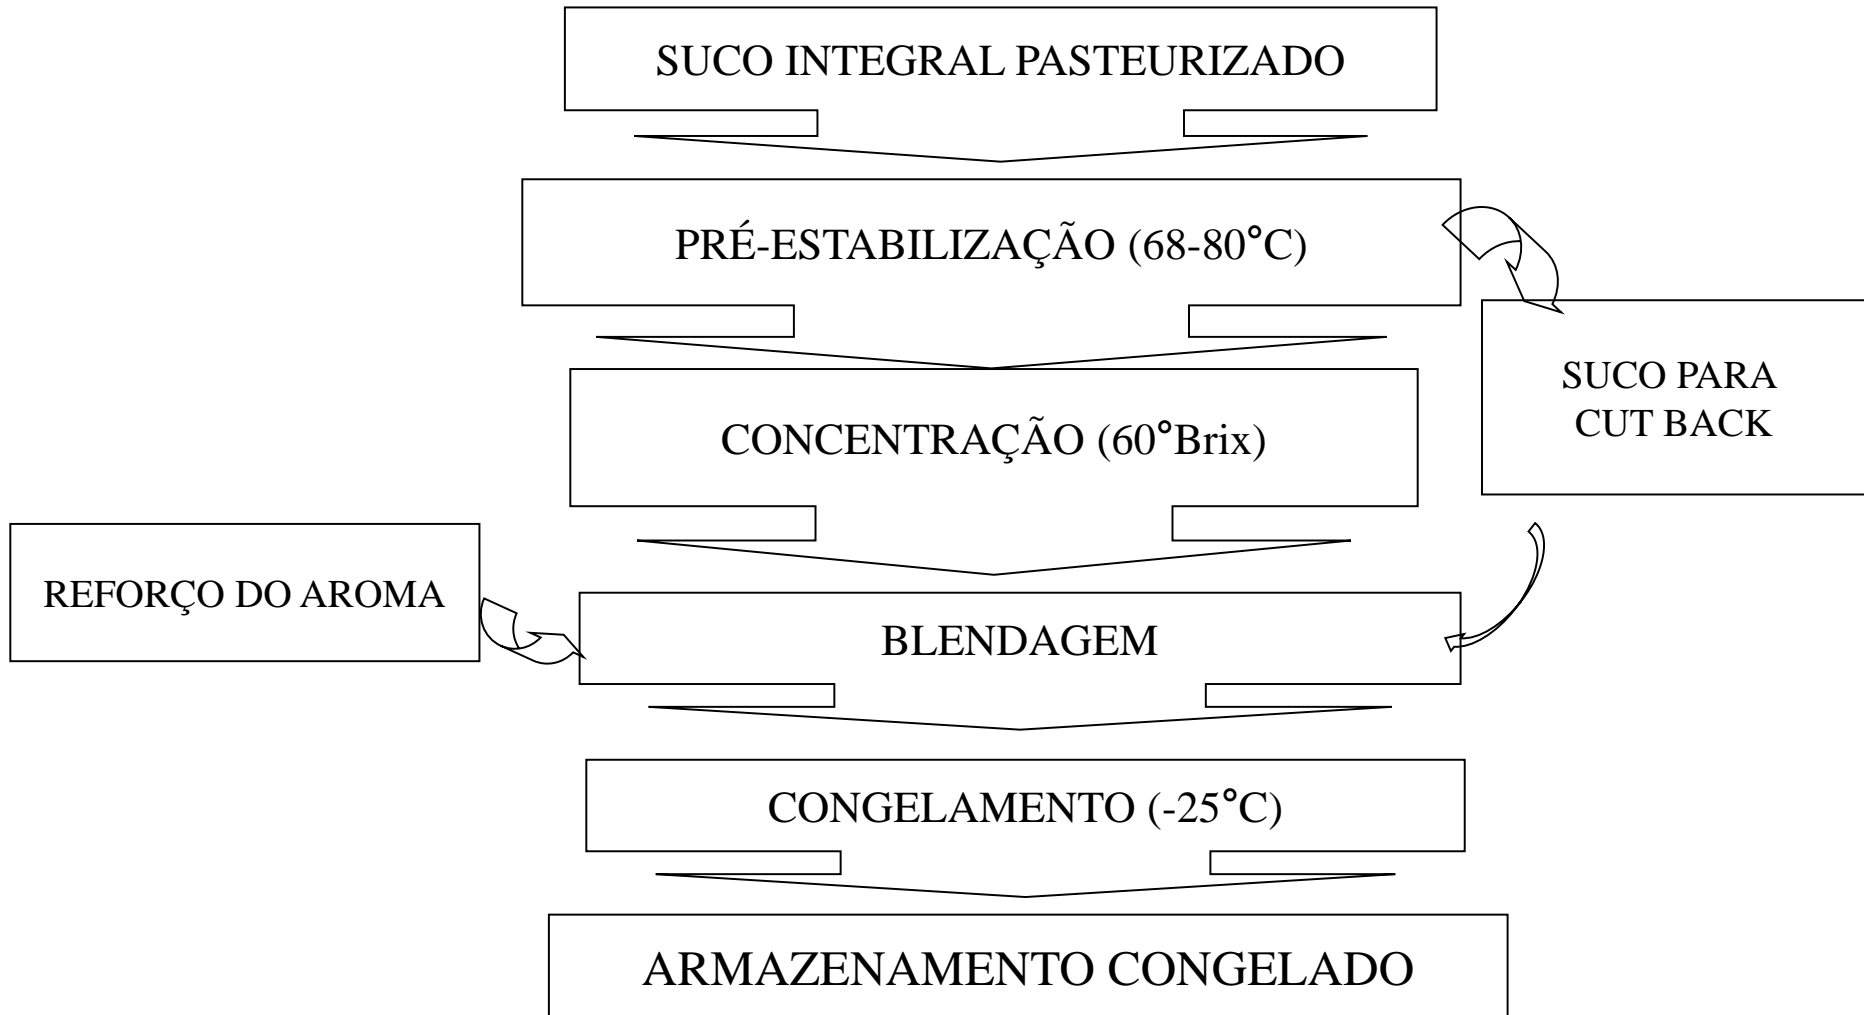 SUCO INTEGRAL PASTEURIZADO
PRÉ-ESTABILIZAÇÃO (68-80°C)
SUCO PARA
CUT BACK
CONCENTRAÇÃO (60°Brix)
REFORÇO DO AROMA
BLENDAGEM
CONGELAMENTO (-25°C)
ARMAZENAMENTO CONGELADO